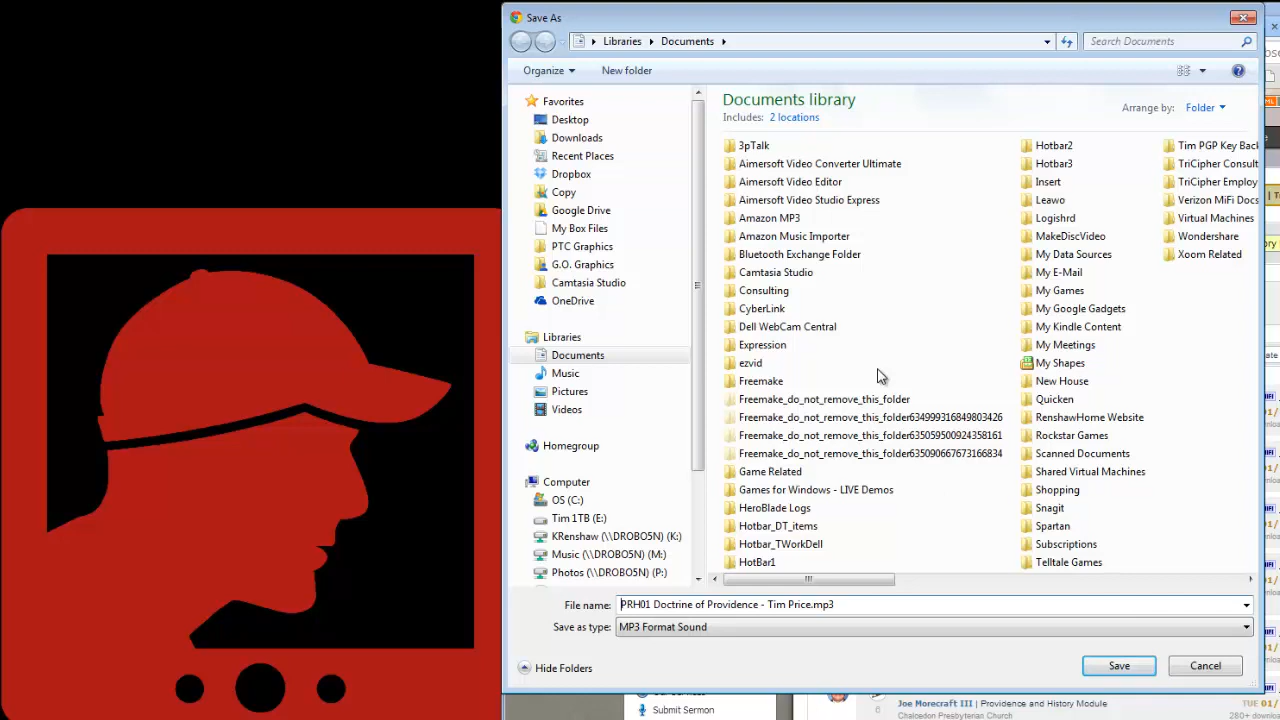 Save As
Libraries
Documents
Search Documents
Organize
New folder
Favorites
Desktop
Downloads
Recent Places
Dropbox
Copy
Google Drive
My Box Files
PTC Graphics
G.O. Graphics
Camtasia Studio
OneDrive
Libraries
Documents
Music
Pictures
Videos
Homegroup
Computer
OS (C:)
Tim 1TB (E:)
KRenshaw (\\DROBO5N) (K:)
Music (\\DROBO5N) (M:)
Photos (\\DROBO5N) (P:)
Documents library
Includes: 2 locations
Arrange by: Folder
3pTalk
Aimersoft Video Converter Ultimate
Aimersoft Video Editor
Aimersoft Video Studio Express
Amazon MP3
Amazon Music Importer
Bluetooth Exchange Folder
Camtasia Studio
Consulting
CyberLink
Dell WebCam Central
Expression
ezvid
Freemake
Freemake_do_not_remove_this_folder
Freemake_do_not_remove_this_folder634999316849803426
Freemake_do_not_remove_this_folder635059500924358161
Freemake_do_not_remove_this_folder635090667673166834
Game Related
Games for Windows - LIVE Demos
HeroBlade Logs
Hotbar_DT_items
Hotbar_TWorkDell
HotBar1
Hotbar2
Hotbar3
Insert
Leawo
Logishrd
MakeDiscVideo
My Data Sources
My E-Mail
My Games
My Google Gadgets
My Kindle Content
My Meetings
My Shapes
New House
Quicken
RenshawHome Website
Rockstar Games
Scanned Documents
Shared Virtual Machines
Shopping
Snagit
Spartan
Subscriptions
Telltale Games
Tim PGP Key Back
TriCipher Consult
TriCipher Employ
Verizon MiFi Docs
Virtual Machines
Wondershare
Xoom Related
File name: PRH01 Doctrine of Providence - Tim Price.mp3
Save as type: MP3 Format Sound
Hide Folders
Save
Cancel
Submit Sermon
Joe Morecraft III | Providence and History Module
Chalcedon Presbyterian Church
TUE 01/
280+ downloa